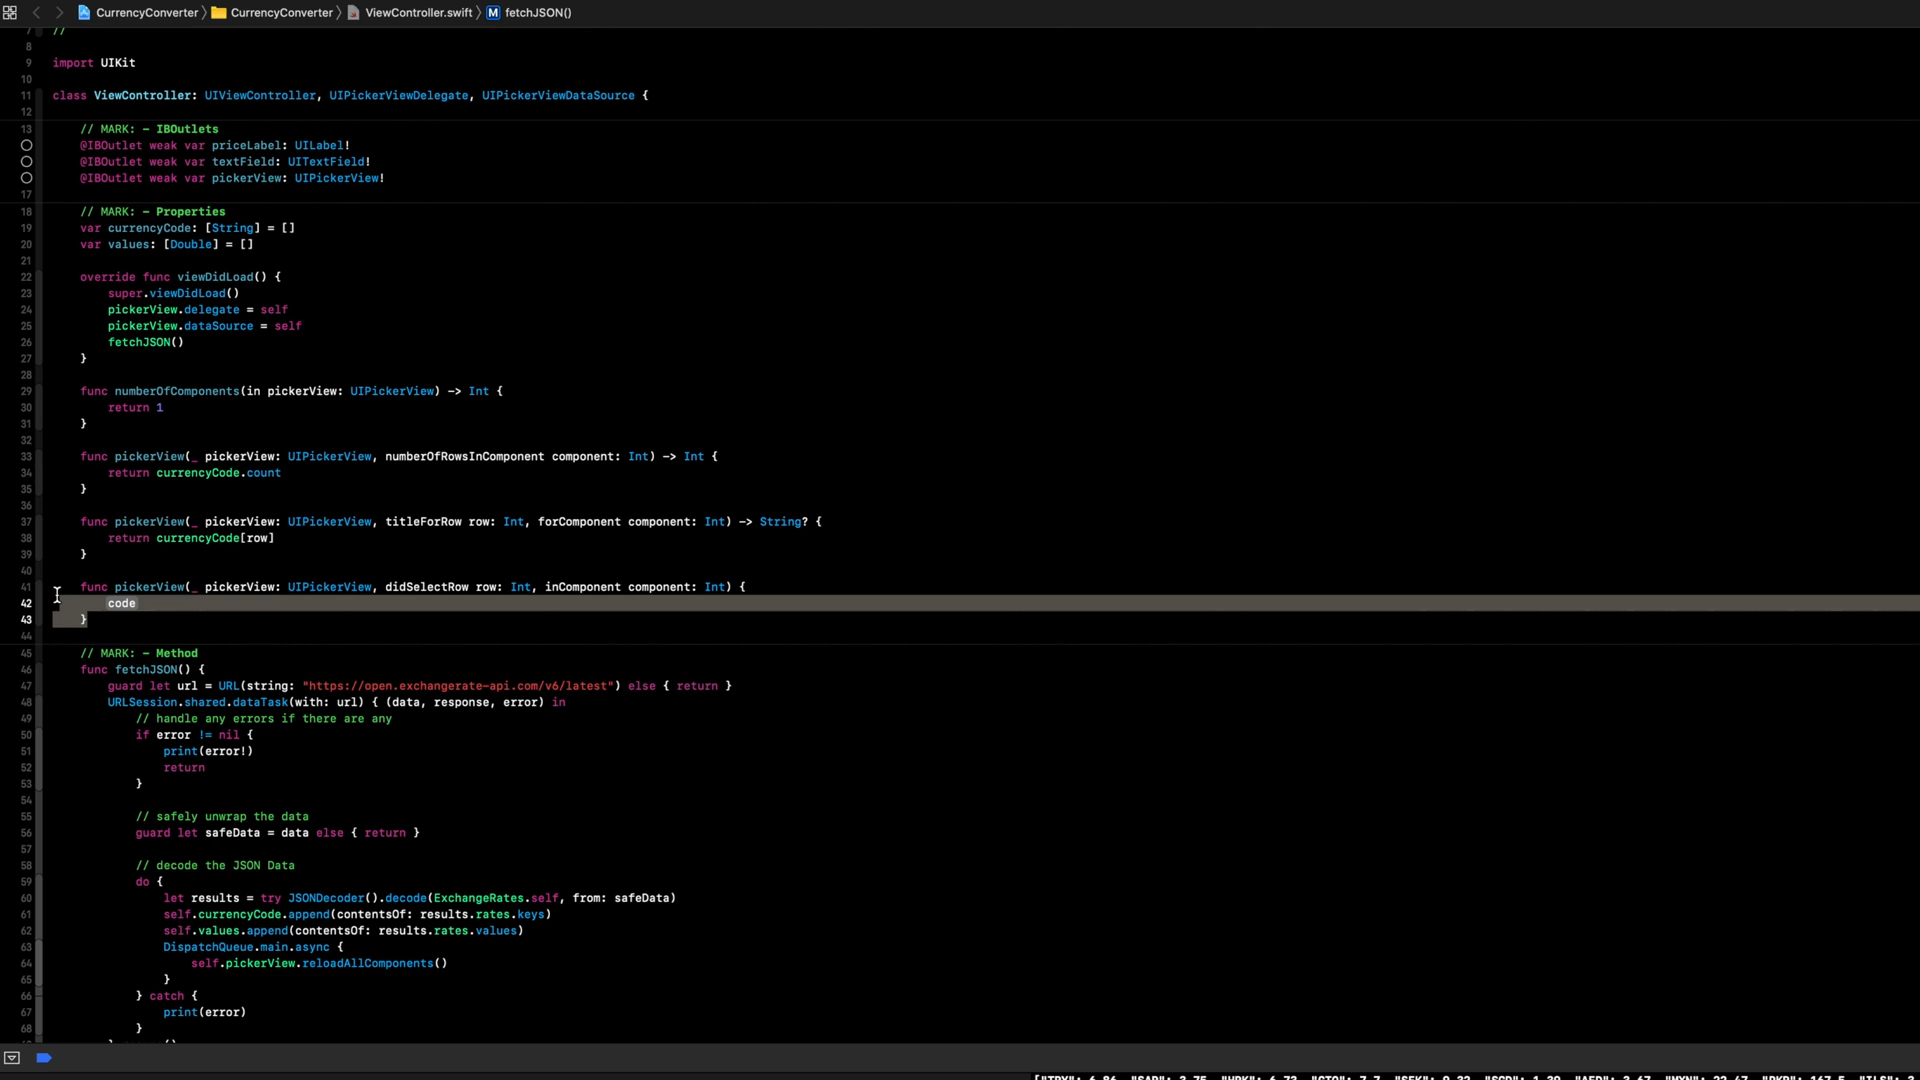 CurrencyConverter CurrencyConverter ViewController.swift M fetchJSON()
7 //
8
9 import UIKit
10
11 class ViewController: UIViewController, UIPickerViewDelegate, UIPickerViewDataSource {
12
13 // MARK: - IBOutlets
@IBOutlet weak var priceLabel: UILabel!
@IBOutlet weak var textField: UITextField!
@IBOutlet weak var pickerView: UIPickerView!
17
18 // MARK: - Properties
19 var currencyCode: [String] = []
20 var values: [Double] = []
21
22 override func viewDidLoad() {
23 super.viewDidLoad()
24 pickerView.delegate = self
25 pickerView.dataSource = self
26 fetchJSON()
27 }
28
29 func numberOfComponents(in pickerView: UIPickerView) -> Int {
30 return 1
31 }
32
33 func pickerView(_ pickerView: UIPickerView, numberOfRowsInComponent component: Int) -> Int {
34 return currencyCode.count
35 }
36
37 func pickerView(_ pickerView: UIPickerView, titleForRow row: Int, forComponent component: Int) -> String? {
38 return currencyCode[row]
39 }
40
41 func pickerView(_ pickerView: UIPickerView, didSelectRow row: Int, inComponent component: Int) {
42 code
43 }
44
45 // MARK: - Method
46 func fetchJSON() {
47 guard let url = URL(string: "https://open.exchangerate-api.com/v6/latest") else { return }
48 URLSession.shared.dataTask(with: url) { (data, response, error) in
49 // handle any errors if there are any
50 if error != nil {
51 print(error!)
52 return
53 }
54
55 // safely unwrap the data
56 guard let safeData = data else { return }
57
58 // decode the JSON Data
59 do {
60 let results = try JSONDecoder().decode(ExchangeRates.self, from: safeData)
61 self.currencyCode.append(contentsOf: results.rates.keys)
62 self.values.append(contentsOf: results.rates.values)
63 DispatchQueue.main.async {
64 self.pickerView.reloadAllComponents()
65 }
66 } catch {
67 print(error)
68 }